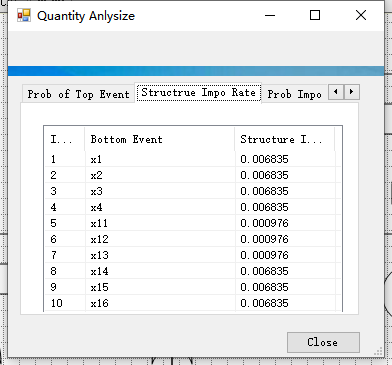 Quantity Anlysize
Prob of Top Event Structrue Impo Rate Prob Impo
I... Bottom Event Structure I...
1 x1 0.006835
2 x2 0.006835
3 x3 0.006835
4 x4 0.006835
5 x11 0.000976
6 x12 0.000976
7 x13 0.000976
8 x14 0.006835
9 x15 0.006835
10 x16 0.006835
Close